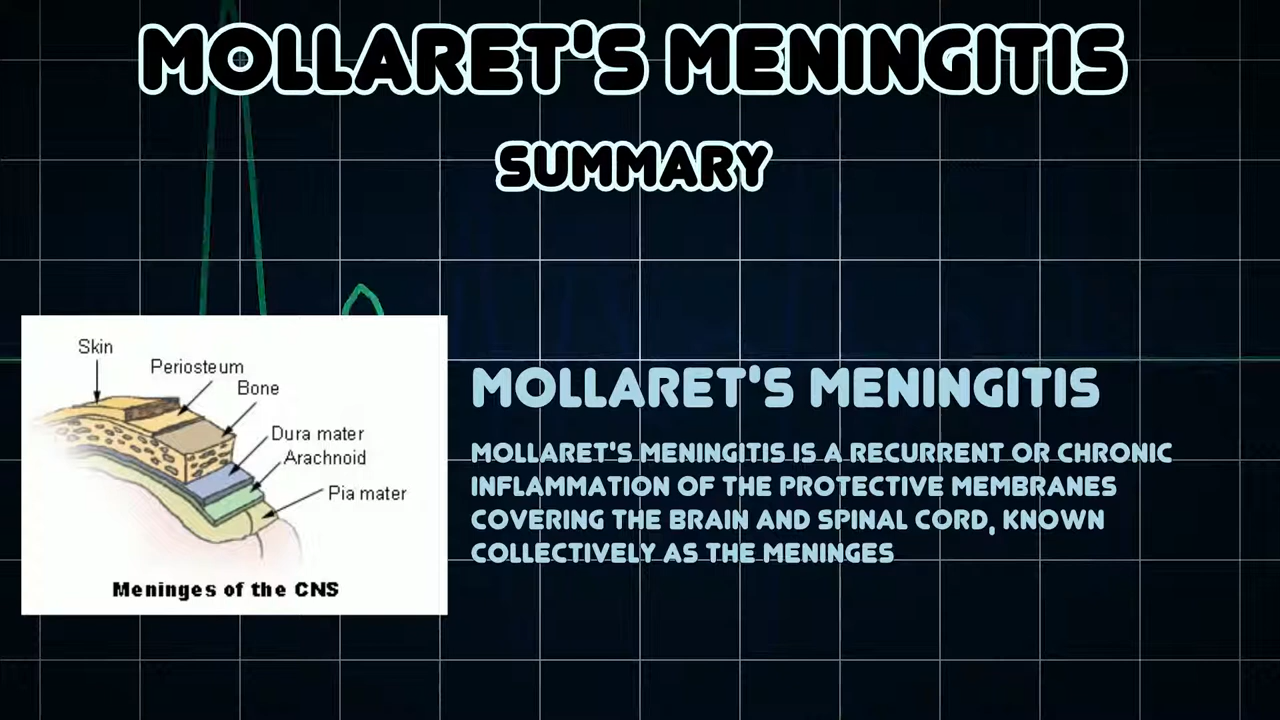 MOLLARET'S MENINGITIS
SUMMARY
Skin
Periosteum
Bone
Dura mater
Arachnoid
Pia mater
Meninges of the CNS
MOLLARET'S MENINGITIS
MOLLARET'S MENINGITIS IS A RECURRENT OR CHRONIC
INFLAMMATION OF THE PROTECTIVE MEMBRANES
COVERING THE BRAIN AND SPINAL CORD, KNOWN
COLLECTIVELY AS THE MENINGES